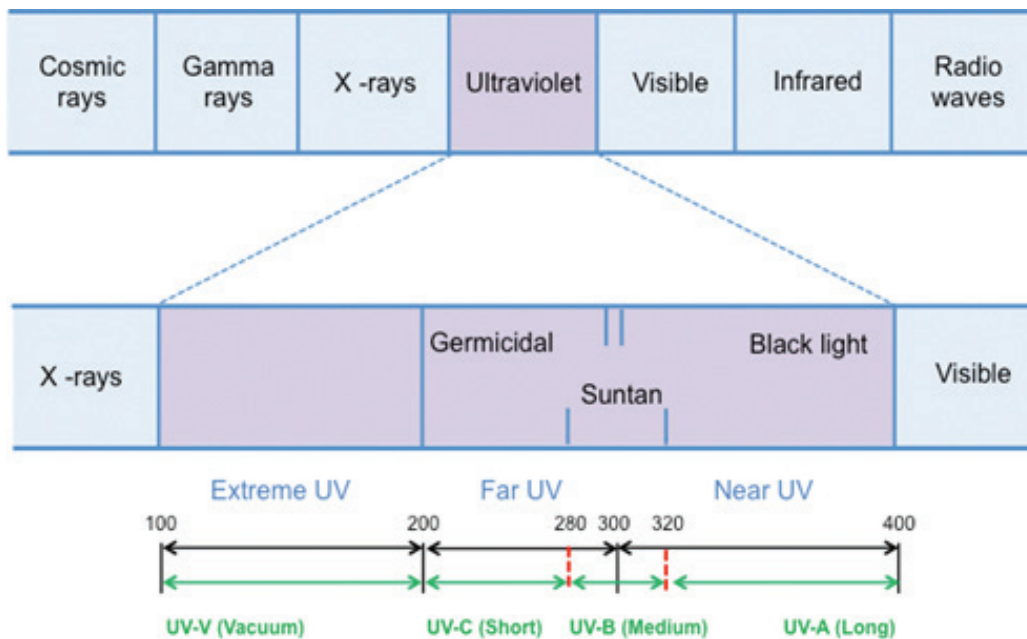 Cosmic rays
Gamma rays
X -rays
Ultraviolet
Visible
Infrared
Radio waves
X -rays
Germicidal
Suntan
Black light
Visible
Extreme UV
Far UV
Near UV
100
200
280
300
320
400
UV-V (Vacuum)
UV-C (Short)
UV-B (Medium)
UV-A (Long)